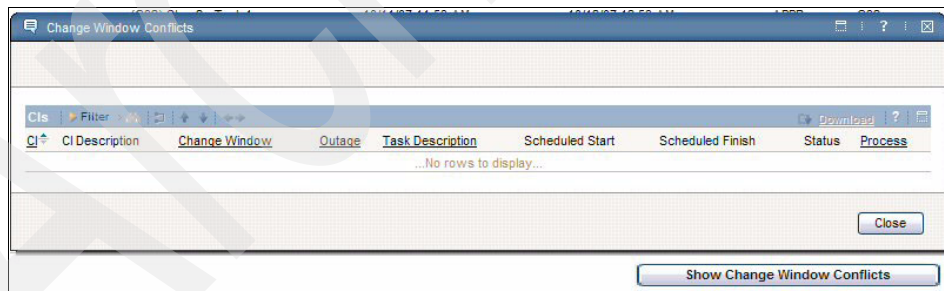 Change Window Conflicts ?
CIs Filter Download ?
CI CI Description Change Window Outage Task Description Scheduled Start Scheduled Finish Status Process
...No rows to display...
Close
Show Change Window Conflicts